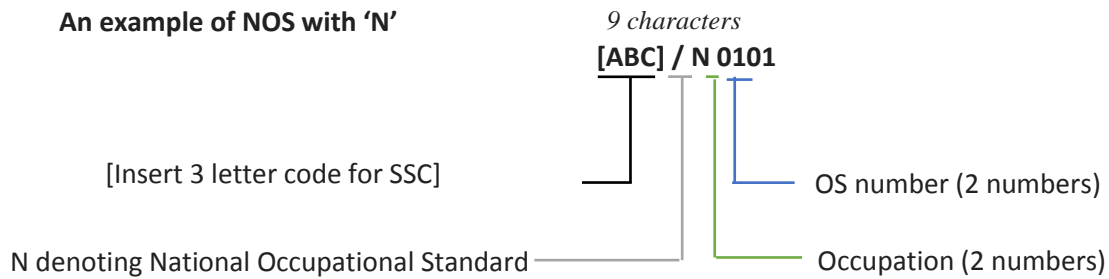 An example of NOS with ‘N’
9 characters
[ABC] / N 0101
[Insert 3 letter code for SSC]
OS number (2 numbers)
N denoting National Occupational Standard
Occupation (2 numbers)